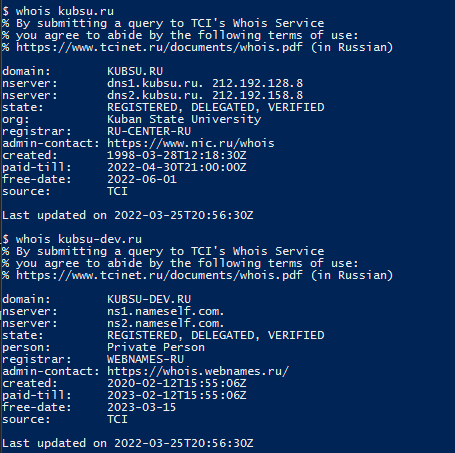 $ whois kubsu.ru
% By submitting a query to TCI's Whois Service
% you agree to abide by the following terms of use:
% https://www.tcinet.ru/documents/whois.pdf (in Russian)
domain: KUBSU.RU
nserver: dns1.kubsu.ru. 212.192.128.8
nserver: dns2.kubsu.ru. 212.192.158.8
state: REGISTERED, DELEGATED, VERIFIED
org: Kuban State University
registrar: RU-CENTER-RU
admin-contact: https://www.nic.ru/whois
created: 1998-03-28T12:18:30Z
paid-till: 2022-04-30T21:00:00Z
free-date: 2022-06-01
source: TCI
Last updated on 2022-03-25T20:56:30Z
$ whois kubsu-dev.ru
% By submitting a query to TCI's Whois Service
% you agree to abide by the following terms of use:
% https://www.tcinet.ru/documents/whois.pdf (in Russian)
domain: KUBSU-DEV.RU
nserver: ns1.nameself.com.
nserver: ns2.nameself.com.
state: REGISTERED, DELEGATED, VERIFIED
person: Private Person
registrar: WEBNAMES-RU
admin-contact: https://whois.webnames.ru/
created: 2020-02-12T15:55:06Z
paid-till: 2023-02-12T15:55:06Z
free-date: 2023-03-15
source: TCI
Last updated on 2022-03-25T20:56:30Z